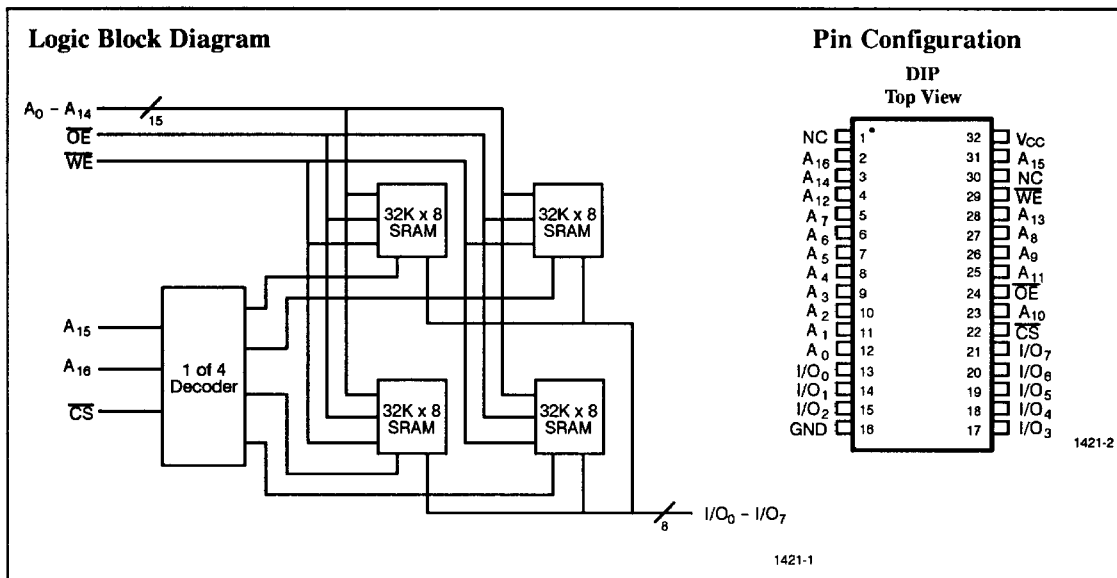 Logic Block Diagram
A0 – A14
15
OE
WE
32K x 8
SRAM
32K x 8
SRAM
A15
A16
CS
1 of 4
Decoder
32K x 8
SRAM
32K x 8
SRAM
8
I/O0 – I/O7
1421-1
Pin Configuration
DIP
Top View
NC 1 32 VCC
A16 2 31 A15
A14 3 30 NC
A12 4 29 WE
A7 5 28 A13
A6 6 27 A8
A5 7 26 A9
A4 8 25 A11
A3 9 24 OE
A2 10 23 A10
A1 11 22 CS
A0 12 21 I/O7
I/O0 13 20 I/O6
I/O1 14 19 I/O5
I/O2 15 18 I/O4
GND 16 17 I/O3
1421-2